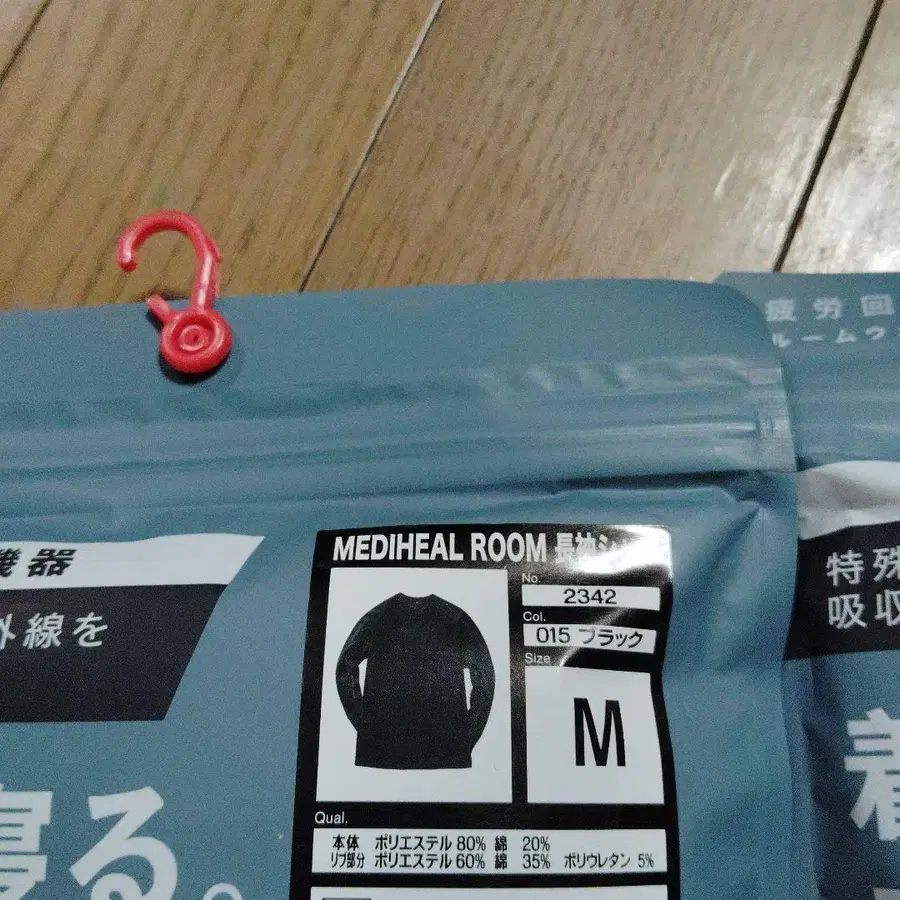 疲労回
ルームウ
機器
外線を
寝る。
MEDIHEAL ROOM 長袖シャ
No.
2342
Col.
015 ブラック
Size
M
Qual.
本体 ポリエステル 80% 綿 20%
リブ部分 ポリエステル 60% 綿 35% ポリウレタン 5%
特殊
吸収
着